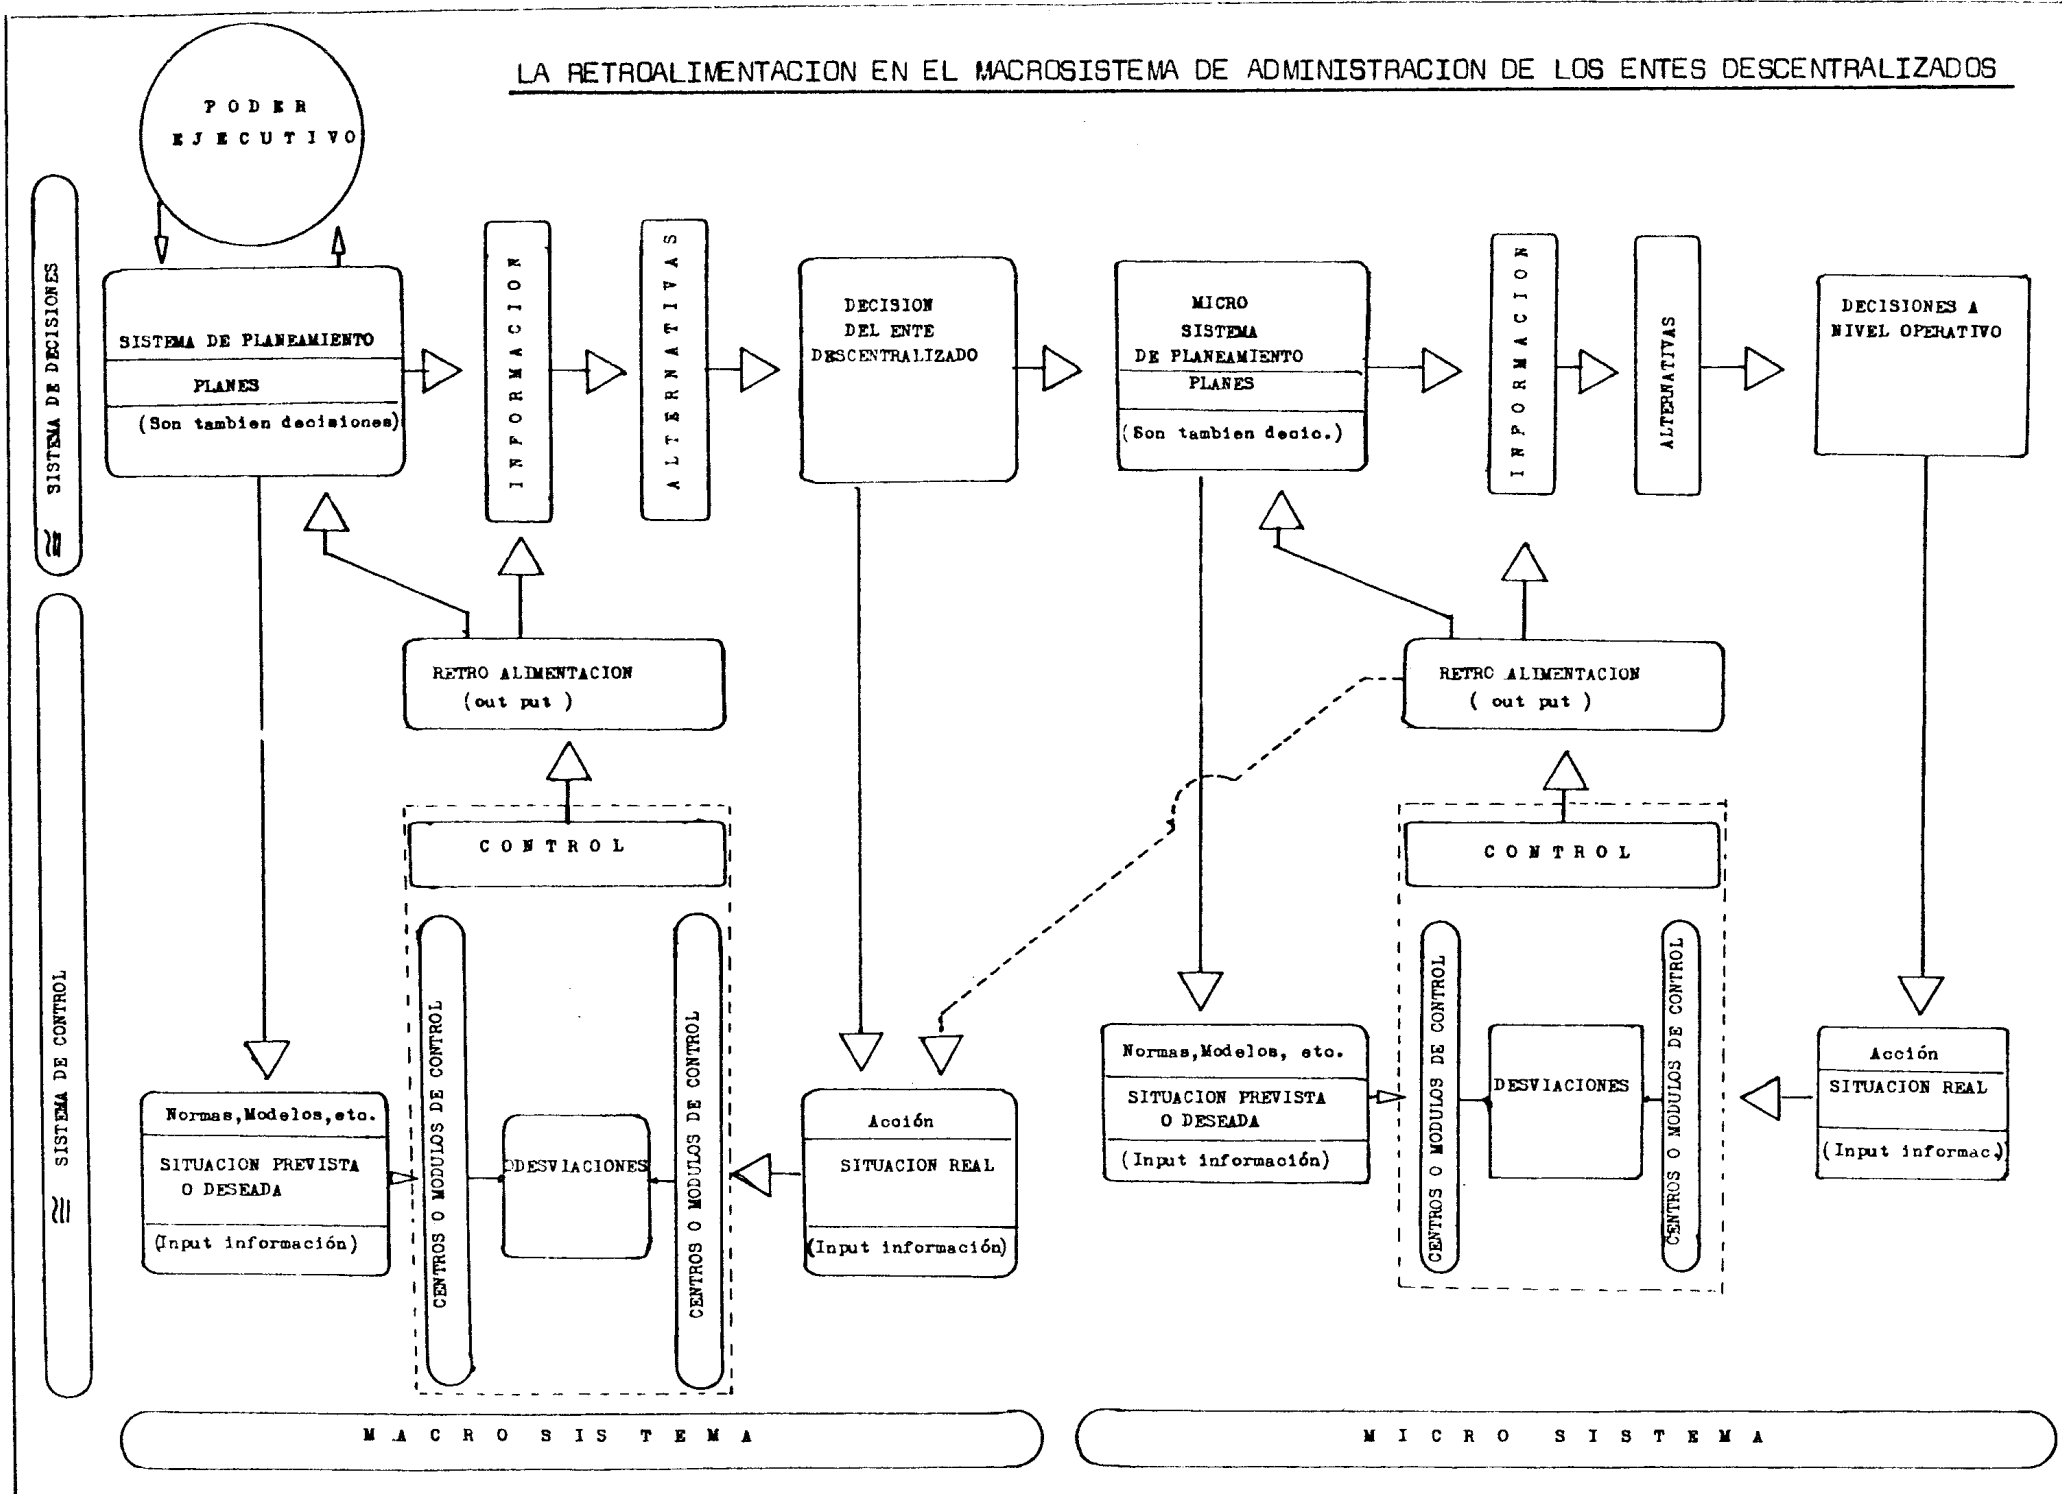 LA RETROALIMENTACION EN EL MACROSISTEMA DE ADMINISTRACION DE LOS ENTES DESCENTRALIZADOS
PODER
EJECUTIVO
≈ SISTEMA DE DECISIONES
SISTEMA DE PLANEAMIENTO
PLANES
(Son tambien decisiones)
INFORMACION
ALTERNATIVAS
DECISION
DEL ENTE
DESCENTRALIZADO
MICRO
SISTEMA
DE PLANEAMIENTO
PLANES
(Son tambien decio.)
INFORMACION
ALTERNATIVAS
DECISIONES A
NIVEL OPERATIVO
≈ SISTEMA DE CONTROL
RETRO ALIMENTACION
(out put )
CONTROL
Normas,Modelos,etc.
SITUACION PREVISTA
O DESEADA
(Input información)
CENTROS O MODULOS DE CONTROL
DDESVIACIONES
CENTROS O MODULOS DE CONTROL
Acción
SITUACION REAL
(Input información)
RETRO ALIMENTACION
( out put )
CONTROL
Normas,Modelos, etc.
SITUACION PREVISTA
O DESEADA
(Input información)
CENTROS O MODULOS DE CONTROL
DESVIACIONES
CENTROS O MODULOS DE CONTROL
Acción
SITUACION REAL
(Input informac.)
MACRO SISTEMA
MICRO SISTEMA